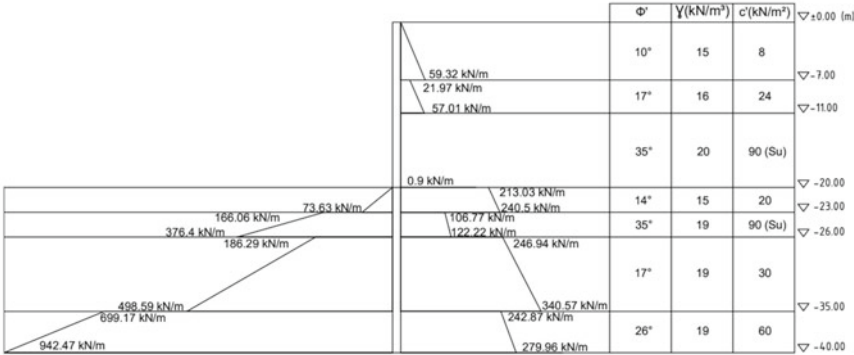 Φ' Ɣ(kN/m³) c'(kN/m²) ±0.00 (m)
10° 15 8
59.32 kN/m -7.00
21.97 kN/m 17° 16 24
57.01 kN/m -11.00
35° 20 90 (Su)
0.9 kN/m -20.00
213.03 kN/m 14° 15 20
73.63 kN/m 240.5 kN/m -23.00
166.06 kN/m 106.77 kN/m 35° 19 90 (Su)
376.4 kN/m 122.22 kN/m -26.00
186.29 kN/m 246.94 kN/m
17° 19 30
498.59 kN/m 340.57 kN/m -35.00
699.17 kN/m 242.87 kN/m
26° 19 60
942.47 kN/m 279.96 kN/m -40.00